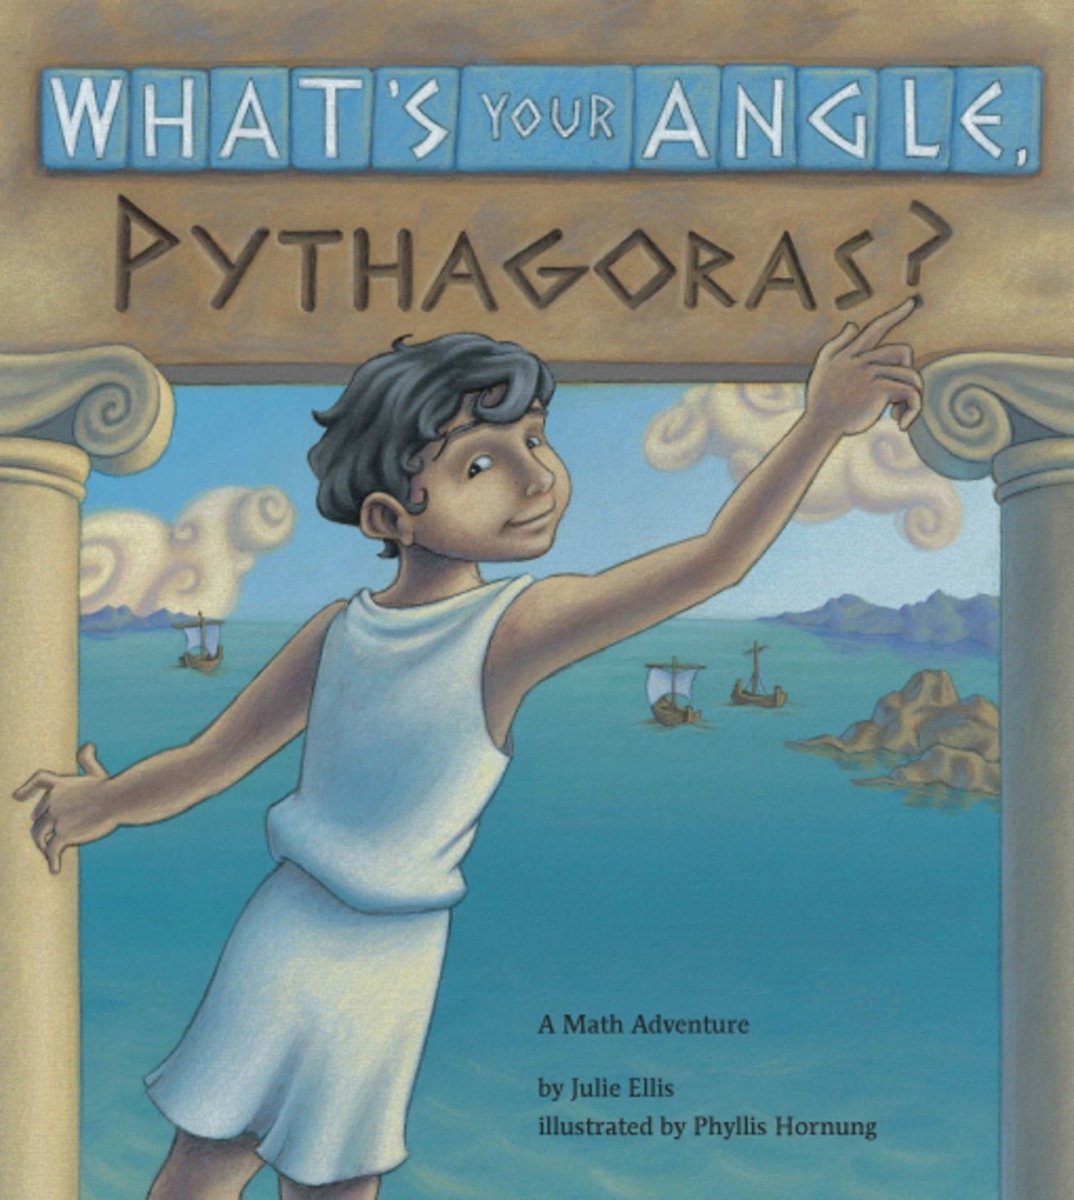 WHAT'S YOUR ANGLE,
PYTHAGORAS?
A Math Adventure
by Julie Ellis
illustrated by Phyllis Hornung